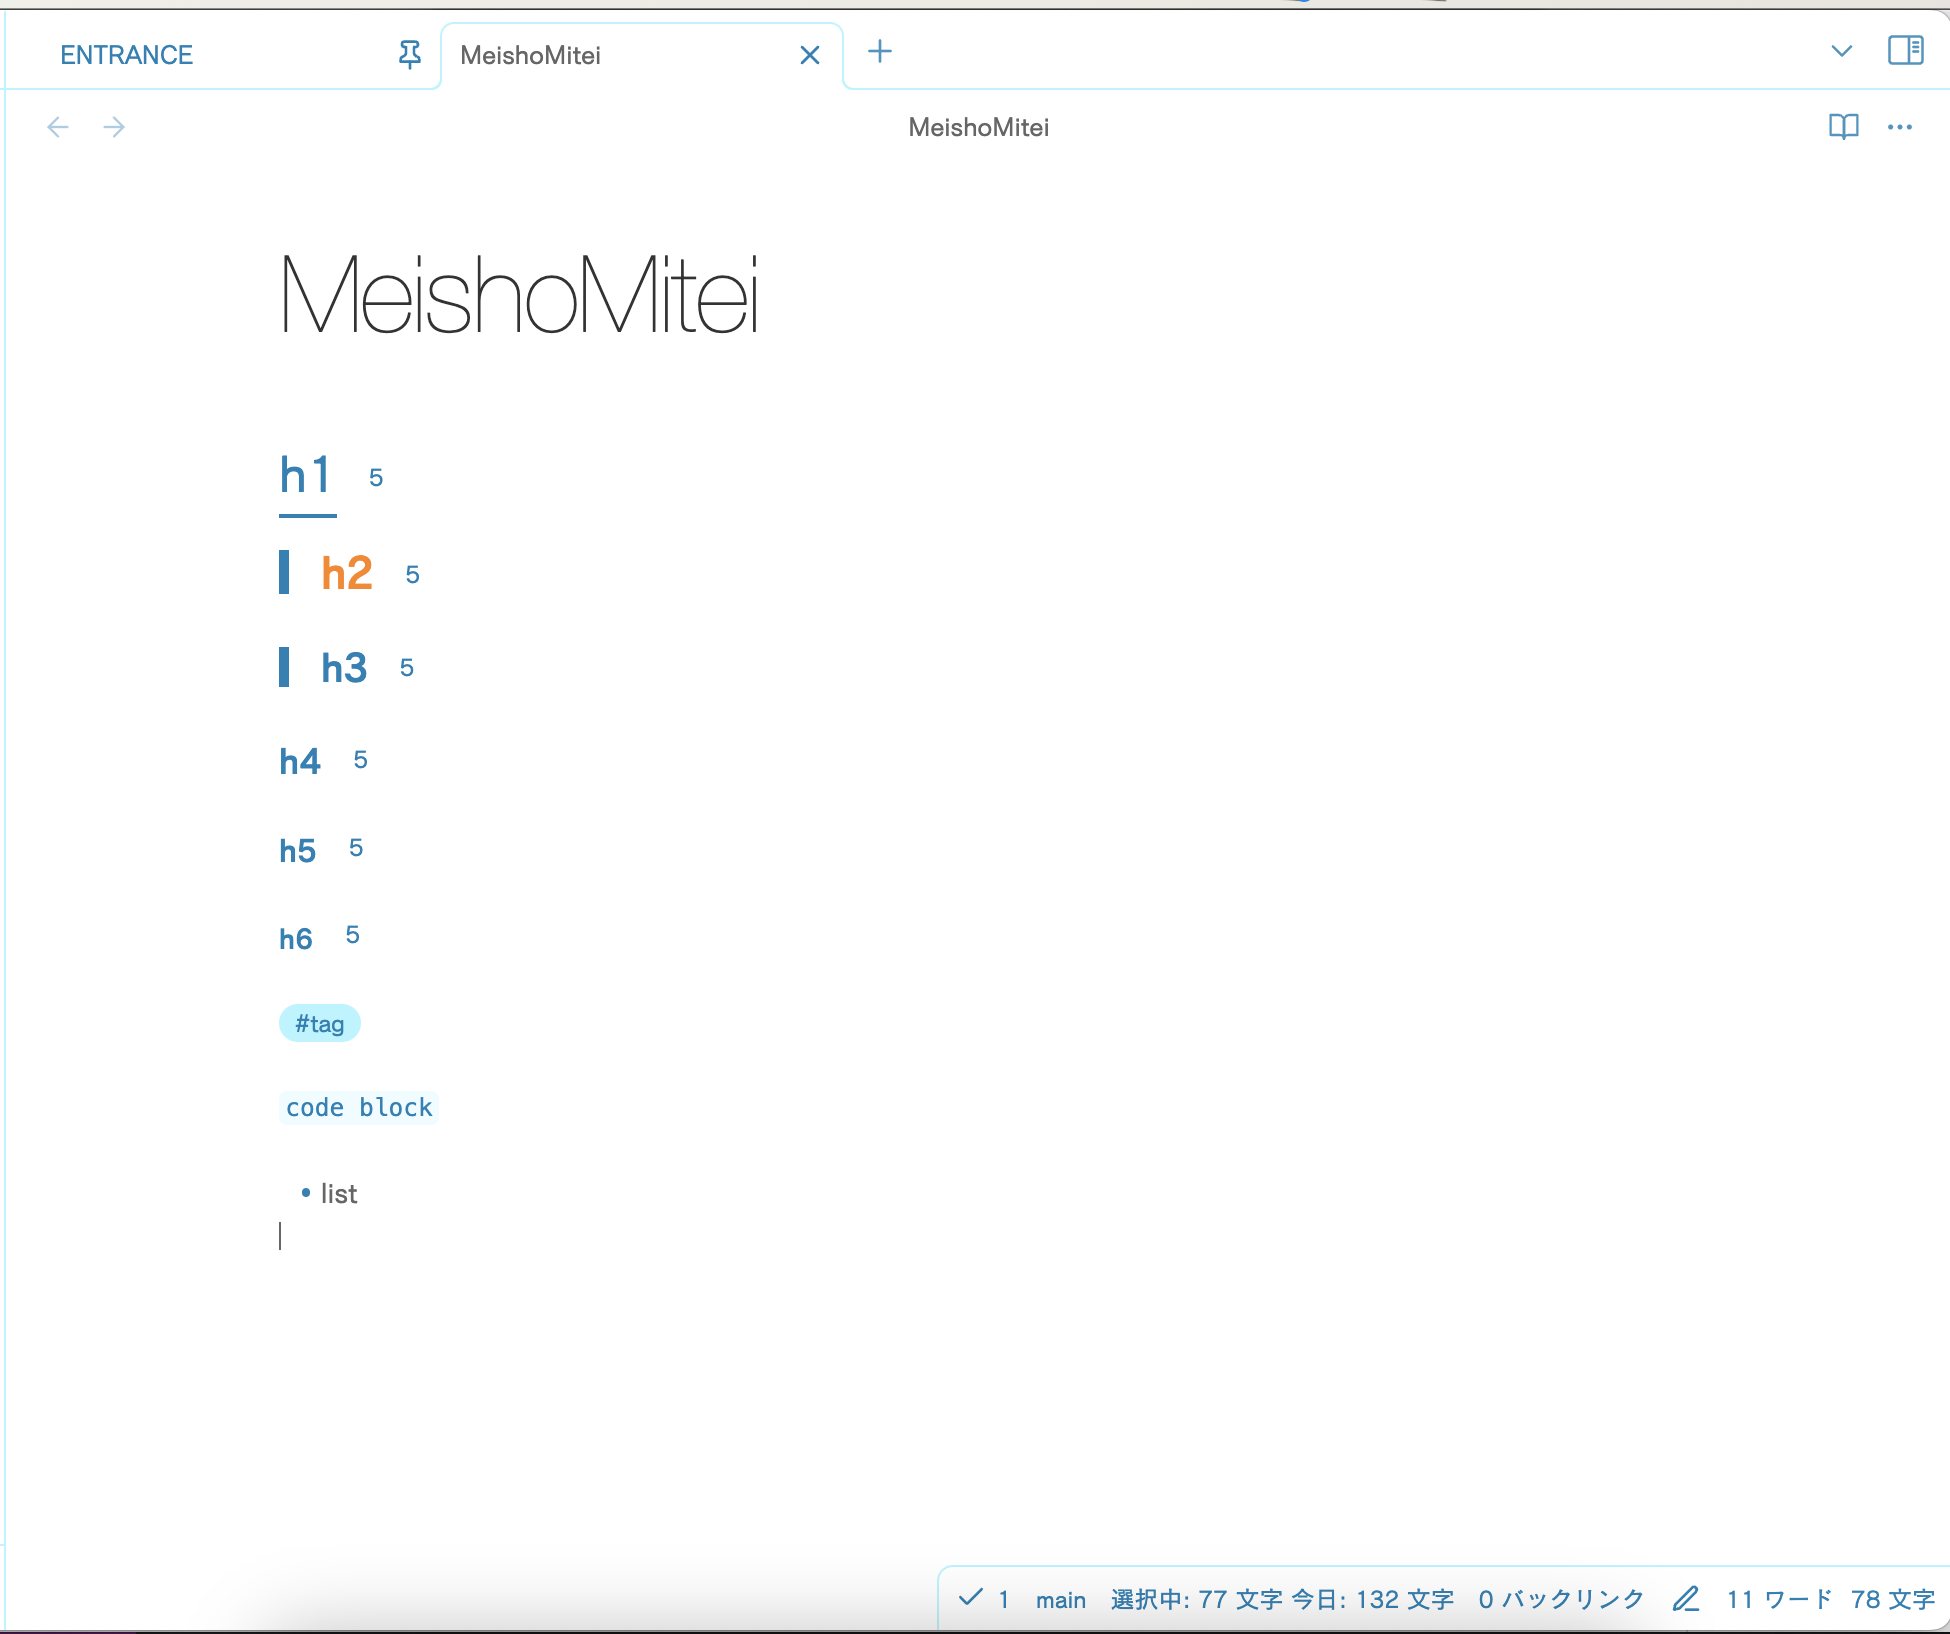 ENTRANCE
MeishoMitei
MeishoMitei
MeishoMitei
h1 5
h2 5
h3 5
h4 5
h5 5
h6 5
#tag
code block
• list
1 main 選択中: 77 文字 今日: 132 文字 0 バックリンク 11 ワード 78 文字